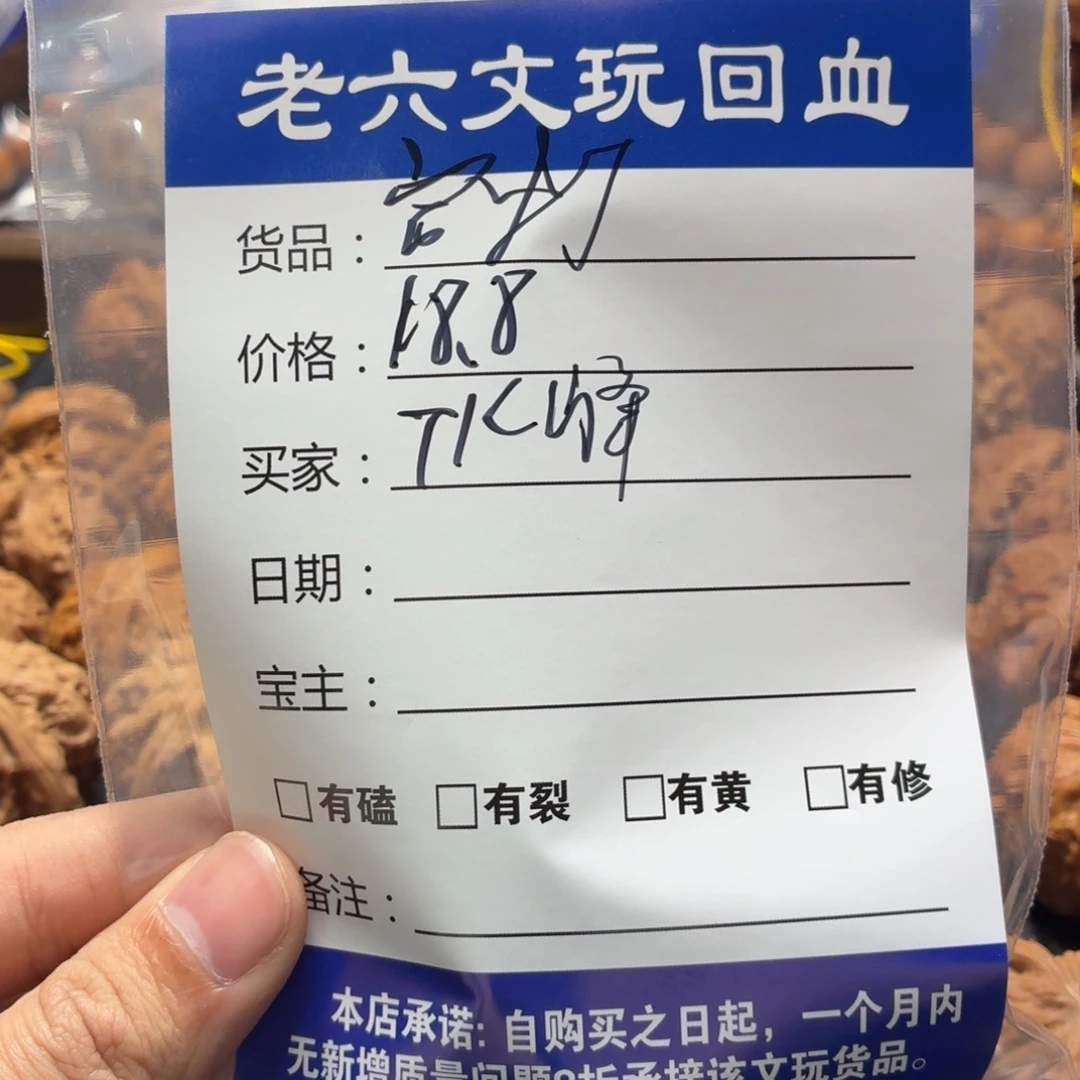 老六文玩回血
货品：
价格：18.8
买家：TK峰
日期：
宝主：
□有磕 □有裂 □有黄 □有修
备注：
本店承诺: 自购买之日起，一个月内
无新增质量问题8折承接该文玩货品。